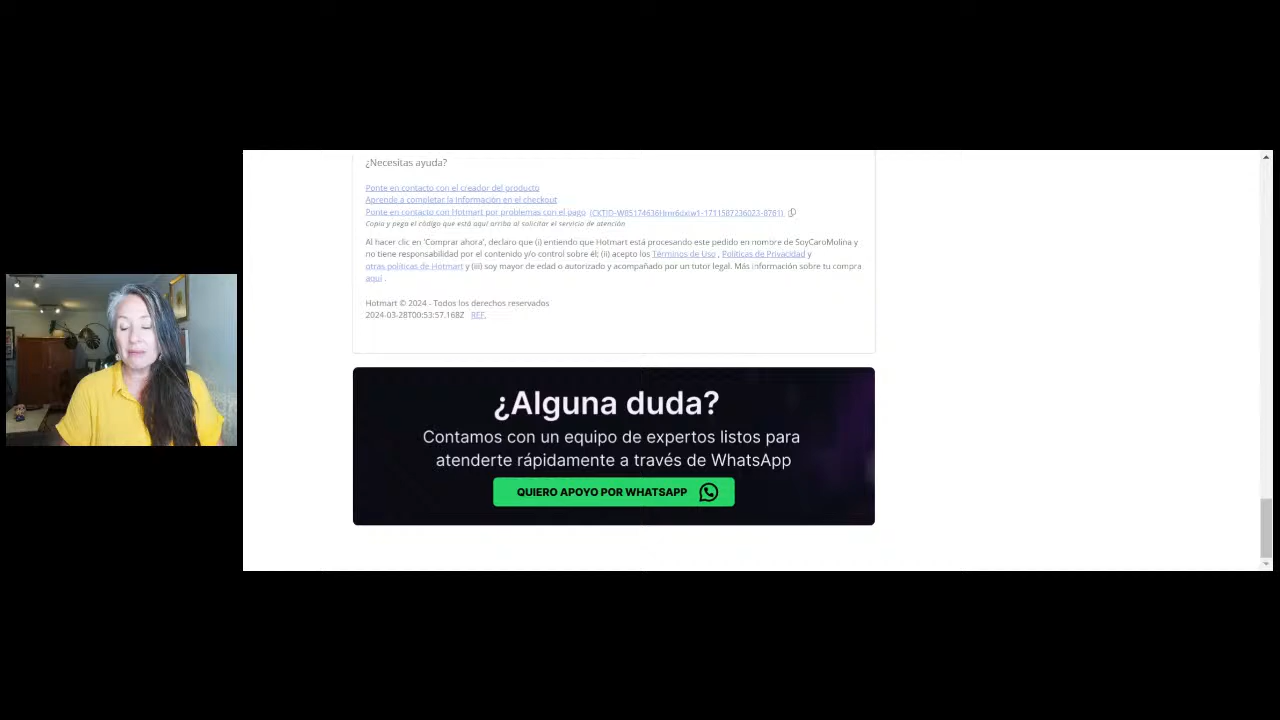 ¿Necesitas ayuda?
Ponte en contacto con el creador del producto
Aprende a completar la información en el checkout
Ponte en contacto con Hotmart por problemas con el pago
Copia y pega el código que está aquí arriba al solicitar el servicio de atención
Al hacer clic en 'Comprar ahora', declaro que (i) entiendo que Hotmart está procesando este pedido en nombre de SoyCaroMolina y
no tiene responsabilidad por el contenido y/o control sobre él; (ii) acepto los Términos de Uso , Políticas de Privacidad y
otras políticas de Hotmart y (iii) soy mayor de edad o autorizado y acompañado por un tutor legal. Más información sobre tu compra
aquí .
Hotmart © 2024 - Todos los derechos reservados
2024-03-28T00:53:57.168Z REF.
¿Alguna duda?
Contamos con un equipo de expertos listos para
atenderte rápidamente a través de WhatsApp
QUIERO APOYO POR WHATSAPP